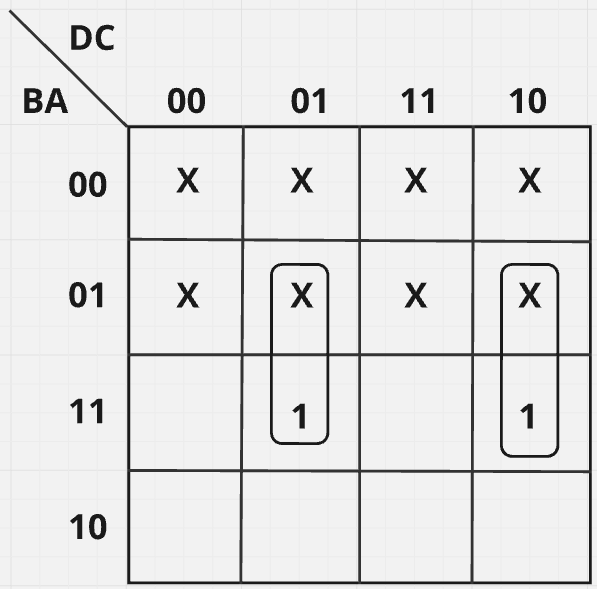 DC
BA 00 01 11 10
00 X X X X
01 X X X X
11 1 1
10